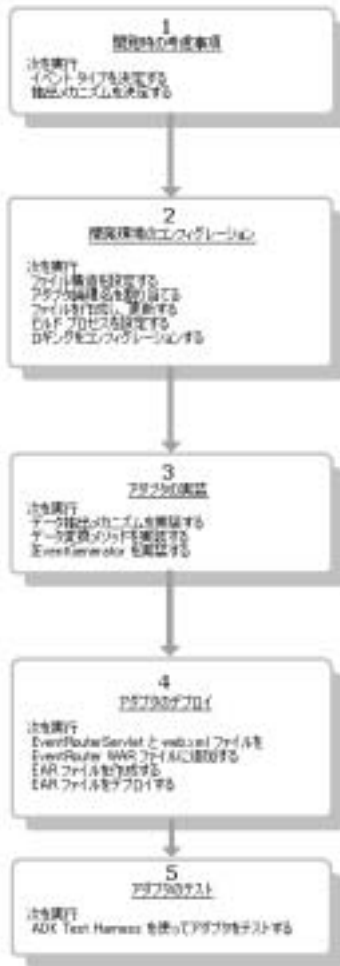 1
開発時の考慮事項
次を実行
イベント タイプを決定する
抽出メカニズムを決定する
2
開発環境のコンフィグレーション
次を実行
ファイル構造を設定する
アダプタ論理名を割り当てる
ファイルを作成し、更新する
ビルド プロセスを設定する
ロギングをコンフィグレーションする
3
アダプタの実装
次を実行
データ抽出メカニズムを実装する
データ変換メソッドを実装する
IEventGenerator を実装する
4
アダプタのデプロイ
次を実行
EventRouterServlet と web.xml ファイルを
EventRouter WAR ファイルに追加する
EAR ファイルを作成する
EAR ファイルをデプロイする
5
アダプタのテスト
次を実行
ADK Test Harness を使ってアダプタをテストする